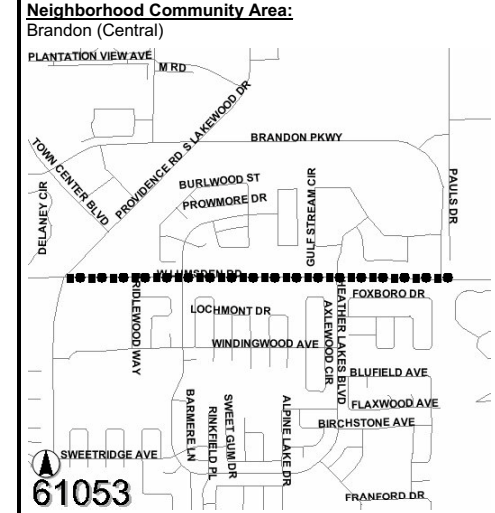 Neighborhood Community Area:
Brandon (Central)
PLANTATION VIEW AVE
M RD
PROVIDENCE RD S LAKEWOOD DR
BRANDON PKWY
TOWN CENTER BLVD
DELANEY CIR
BURLWOOD ST
PROWMORE DR
GULF STREAM CIR
PAULS DR
W LUMSDEN RD
RIDLEWOOD WAY
HEATHER LAKES BLVD
FOXBORO DR
LOCHMONT DR
AXLEWOOD CIR
WINDINGWOOD AVE
BLUFIELD AVE
FLAXWOOD AVE
BIRCHSTONE AVE
BARMERE LN
RINKFIELD PL
SWEET GUM DR
ALPINE LAKE DR
SWEETRIDGE AVE
FRANFORD DR
61053